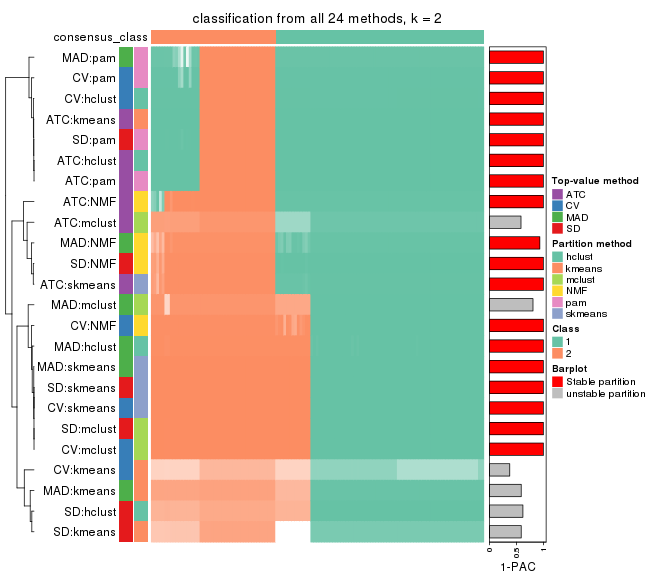 classification from all 24 methods, k = 2
consensus_class
MAD:pam
CV:pam
CV:hclust
ATC:kmeans
SD:pam
ATC:hclust
ATC:pam
ATC:NMF
ATC:mclust
MAD:NMF
SD:NMF
ATC:skmeans
MAD:mclust
CV:NMF
MAD:hclust
MAD:skmeans
SD:skmeans
CV:skmeans
SD:mclust
CV:mclust
CV:kmeans
MAD:kmeans
SD:hclust
SD:kmeans
0
0.5
1
1-PAC
Top-value method
ATC
CV
MAD
SD
Partition method
hclust
kmeans
mclust
NMF
pam
skmeans
Class
1
2
Barplot
Stable partition
unstable partition